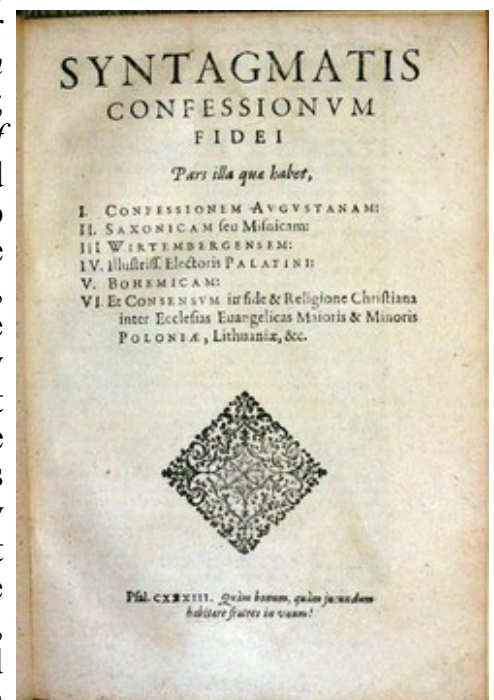 SYNTAGMATIS
CONFESSIONVM
FIDEI
Pars illa quæ habet,
I. CONFESSIONEM AVGVSTANAM:
II. SAXONICAM seu Misnicam:
III WIRTEMBERGENSEM:
IV. Illustriss. Electoris PALATINI:
V. BOHEMICAM:
VI. Et CONSENSVM in fide & Religione Christiana
inter Ecclesias Euangelicas Maioris & Minoris
POLONIÆ, Lithuaniæ, &c.
Psal. CXXXIII. Quàm bonum, quàm jucundum
habitare fratres in vnum!